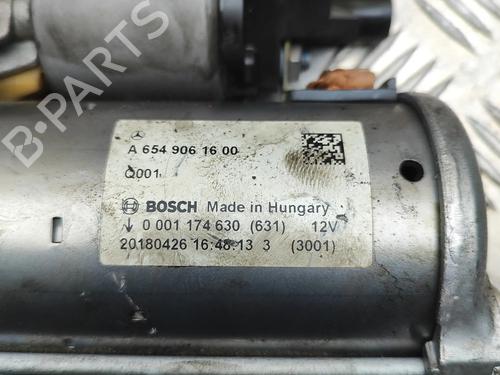 A 654 906 16 00
Q001
BOSCH Made in Hungary
0 001 174 630 (631) 12V
20180426 16:48:13 3 (3001)
B-PARTS